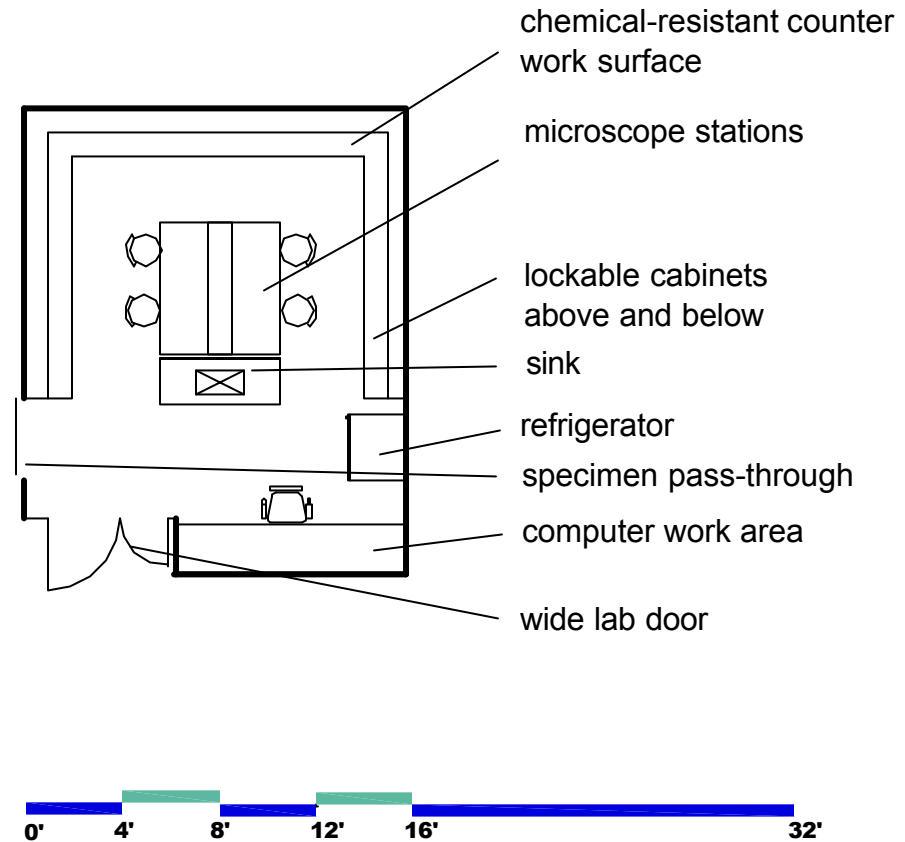 chemical-resistant counter
work surface
microscope stations
lockable cabinets
above and below
sink
refrigerator
specimen pass-through
computer work area
wide lab door
0' 4' 8' 12' 16' 32'